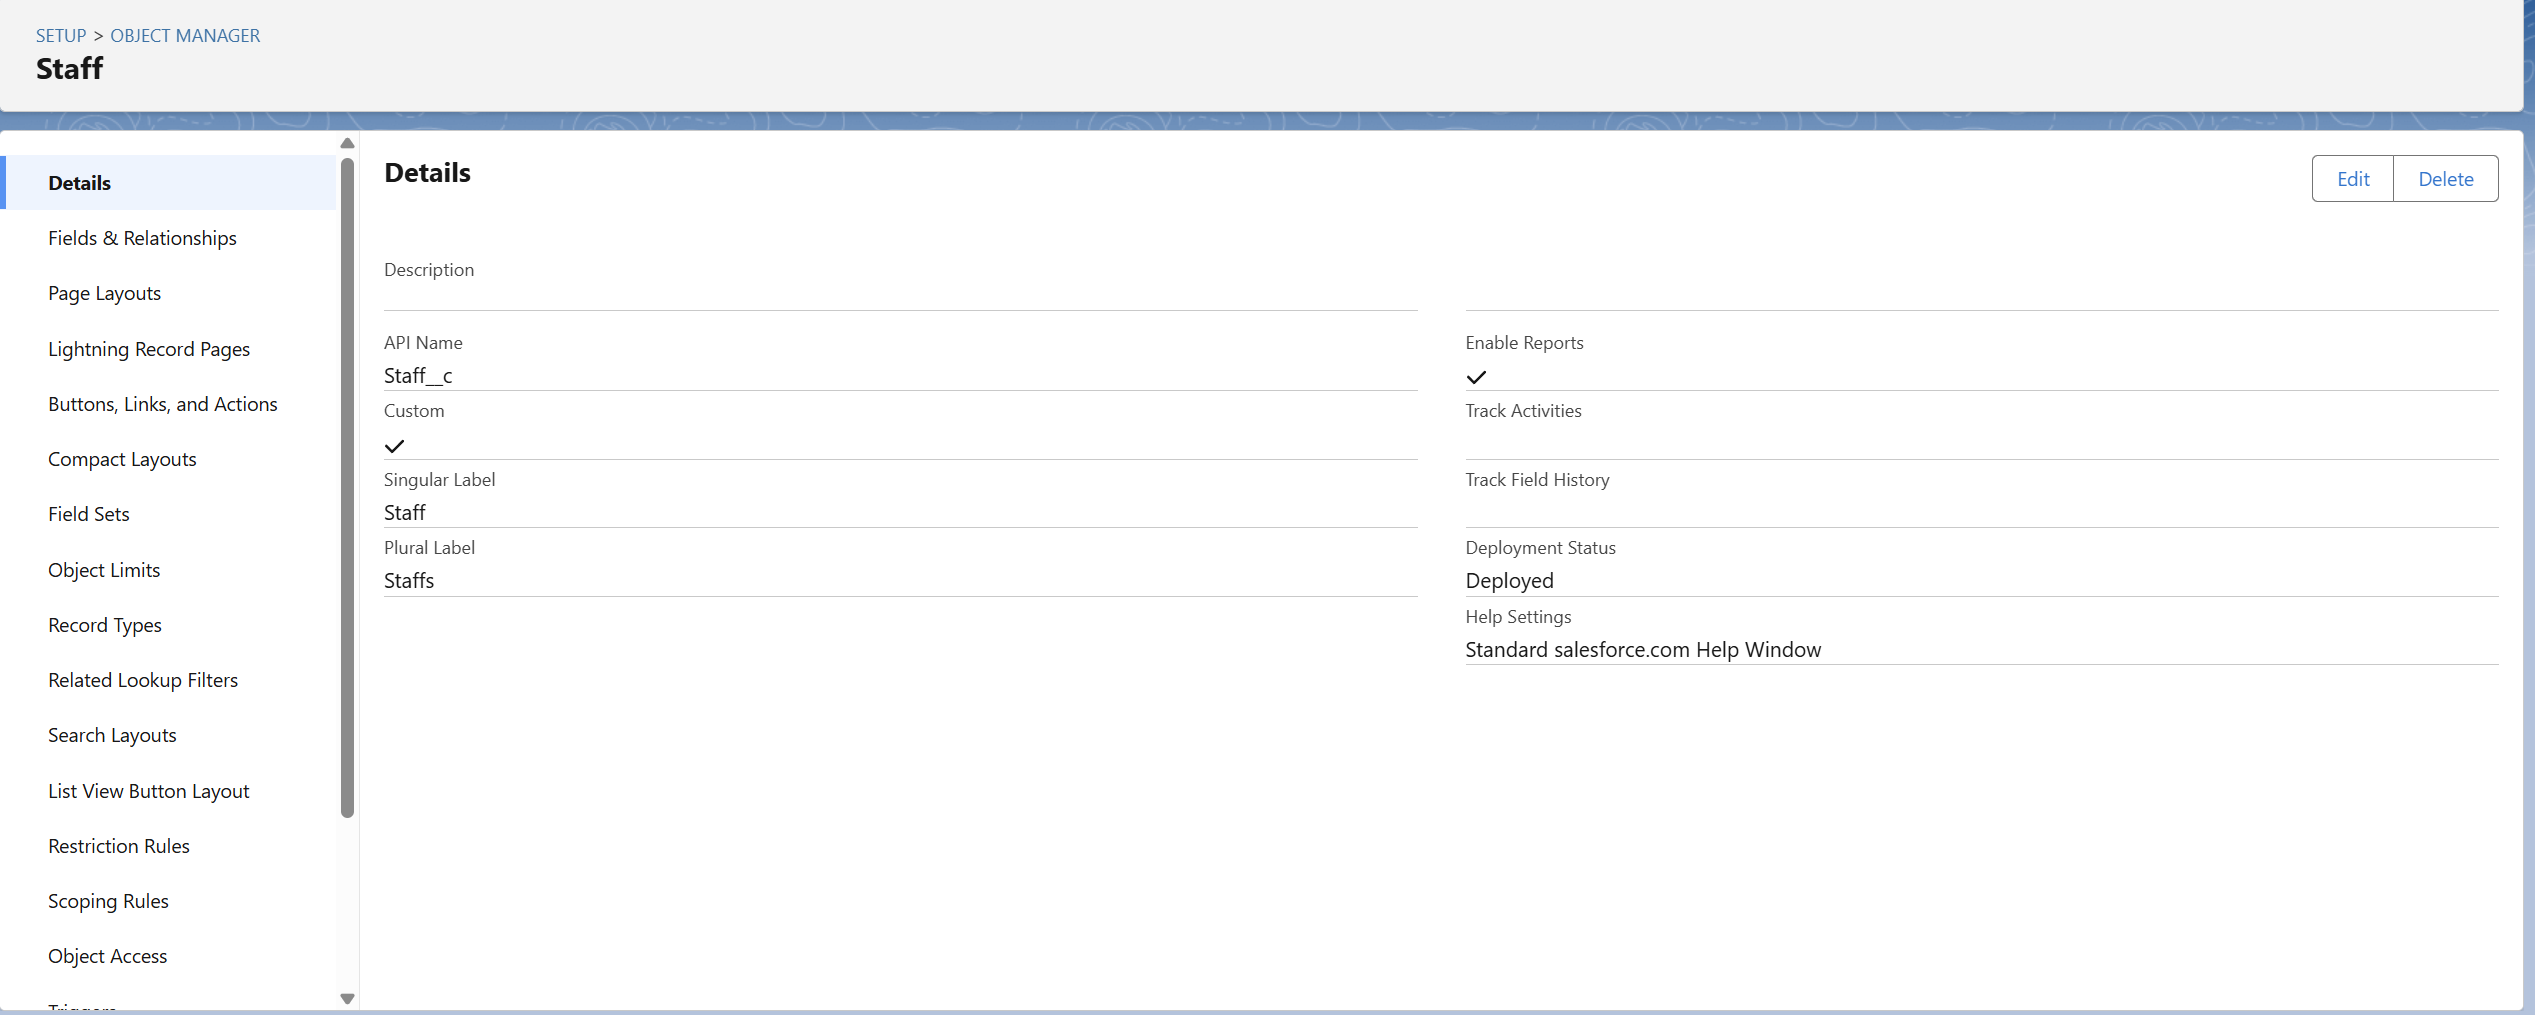 SETUP > OBJECT MANAGER
Staff
Details
Fields & Relationships
Page Layouts
Lightning Record Pages
Buttons, Links, and Actions
Compact Layouts
Field Sets
Object Limits
Record Types
Related Lookup Filters
Search Layouts
List View Button Layout
Restriction Rules
Scoping Rules
Object Access
Triggers
Details
Edit
Delete
Description
API Name
Staff__c
Custom
Singular Label
Staff
Plural Label
Staffs
Enable Reports
Track Activities
Track Field History
Deployment Status
Deployed
Help Settings
Standard salesforce.com Help Window